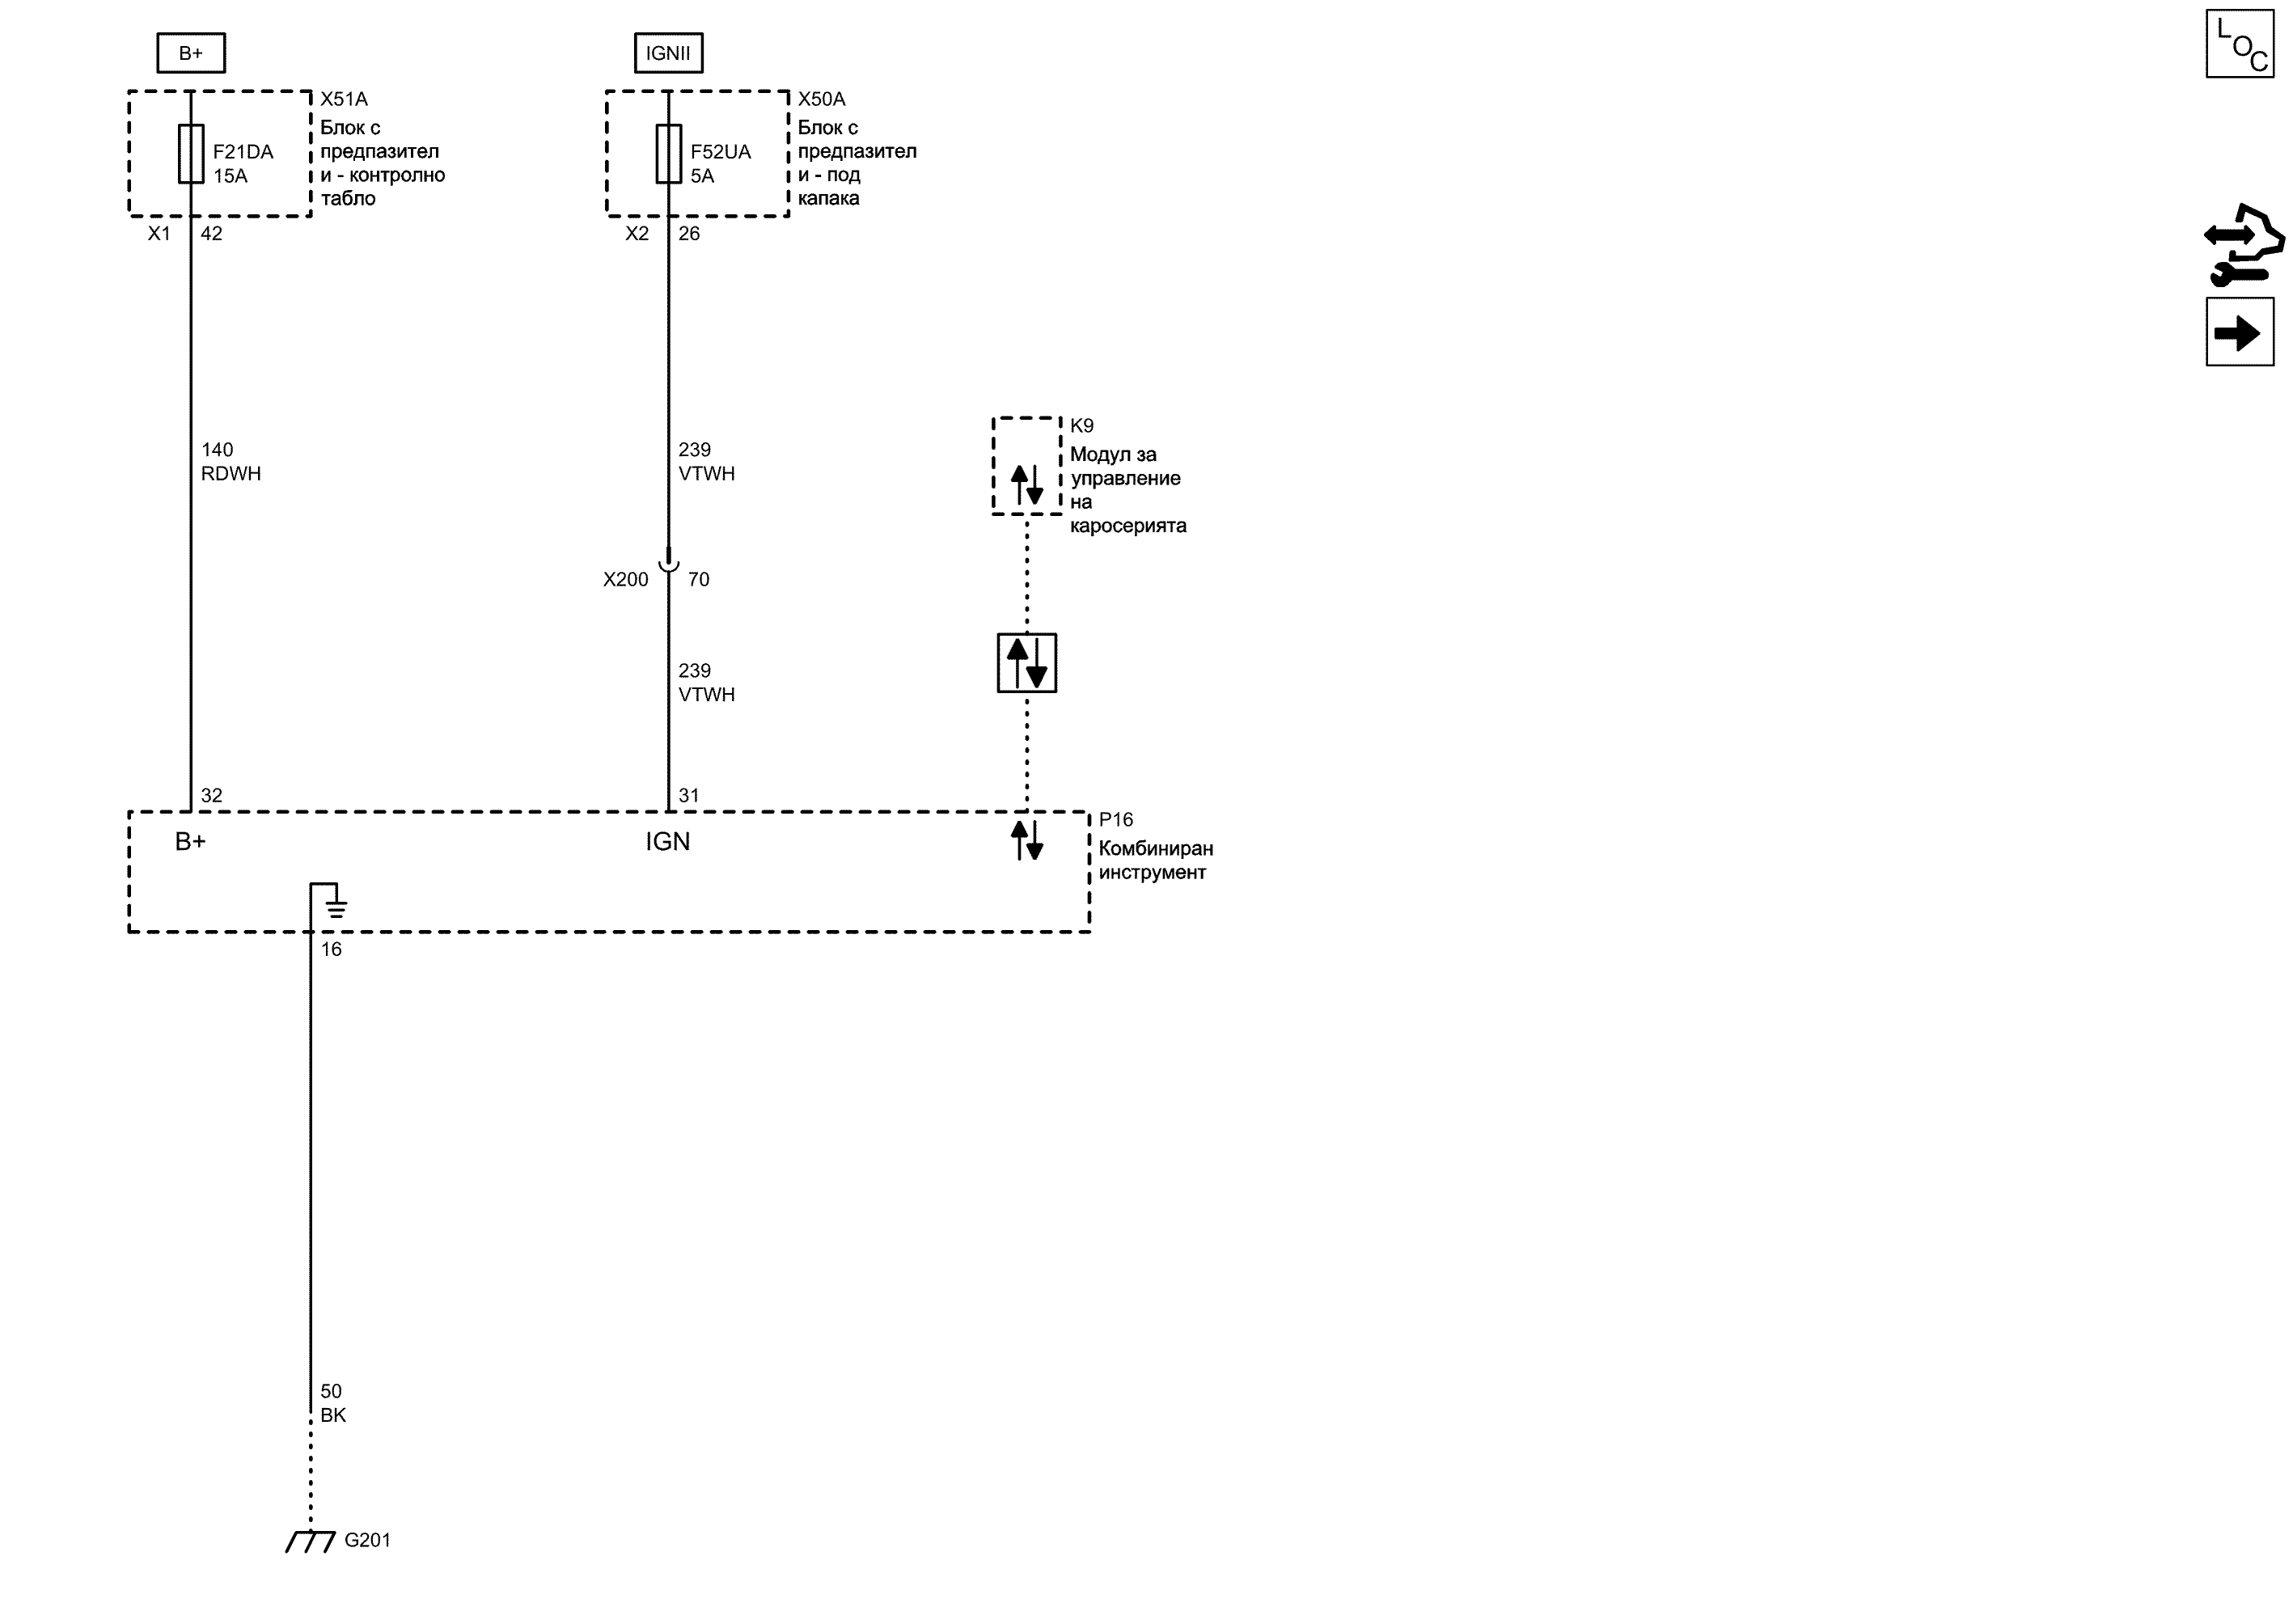 B+
IGNII
LOC
X51A
Блок с
предпазител
и - контролно
табло
F21DA
15A
X1 42
X50A
Блок с
предпазител
и - под
капака
F52UA
5A
X2 26
140
RDWH
239
VTWH
K9
Модул за
управление
на
каросерията
X200 70
239
VTWH
32
31
B+
IGN
P16
Комбиниран
инструмент
16
50
BK
G201